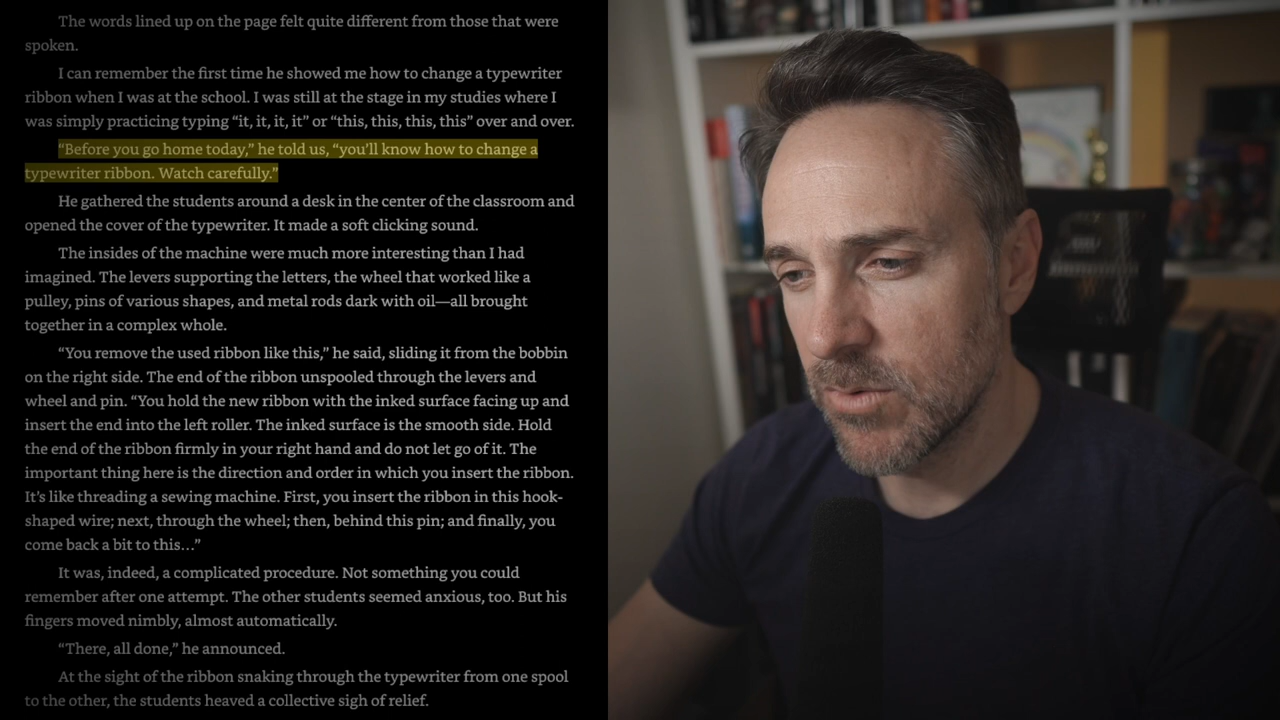 The words lined up on the page felt quite different from those that were
spoken.
I can remember the first time he showed me how to change a typewriter
ribbon when I was at the school. I was still at the stage in my studies where I
was simply practicing typing “it, it, it, it” or “this, this, this, this” over and over.
“Before you go home today,” he told us, “you’ll know how to change a
typewriter ribbon. Watch carefully.”
He gathered the students around a desk in the center of the classroom and
opened the cover of the typewriter. It made a soft clicking sound.
The insides of the machine were much more interesting than I had
imagined. The levers supporting the letters, the wheel that worked like a
pulley, pins of various shapes, and metal rods dark with oil—all brought
together in a complex whole.
“You remove the used ribbon like this,” he said, sliding it from the bobbin
on the right side. The end of the ribbon unspooled through the levers and
wheel and pin. “You hold the new ribbon with the inked surface facing up and
insert the end into the left roller. The inked surface is the smooth side. Hold
the end of the ribbon firmly in your right hand and do not let go of it. The
important thing here is the direction and order in which you insert the ribbon.
It’s like threading a sewing machine. First, you insert the ribbon in this hook-
shaped wire; next, through the wheel; then, behind this pin; and finally, you
come back a bit to this…”
It was, indeed, a complicated procedure. Not something you could
remember after one attempt. The other students seemed anxious, too. But his
fingers moved nimbly, almost automatically.
“There, all done,” he announced.
At the sight of the ribbon snaking through the typewriter from one spool
to the other, the students heaved a collective sigh of relief.